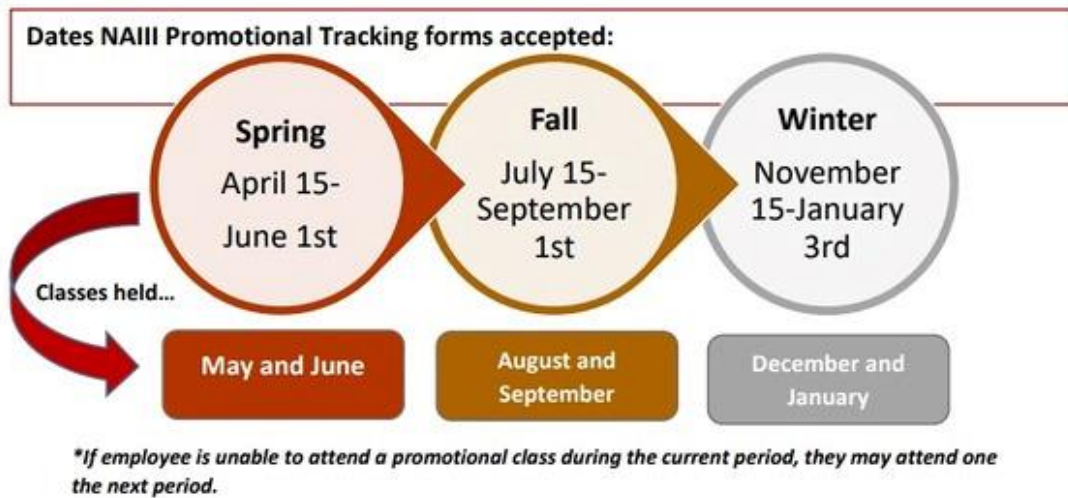 Dates NAIII Promotional Tracking forms accepted:
Spring
April 15-
June 1st
Fall
July 15-
September
1st
Winter
November
15-January
3rd
Classes held...
May and June
August and
September
December and
January
*If employee is unable to attend a promotional class during the current period, they may attend one
the next period.